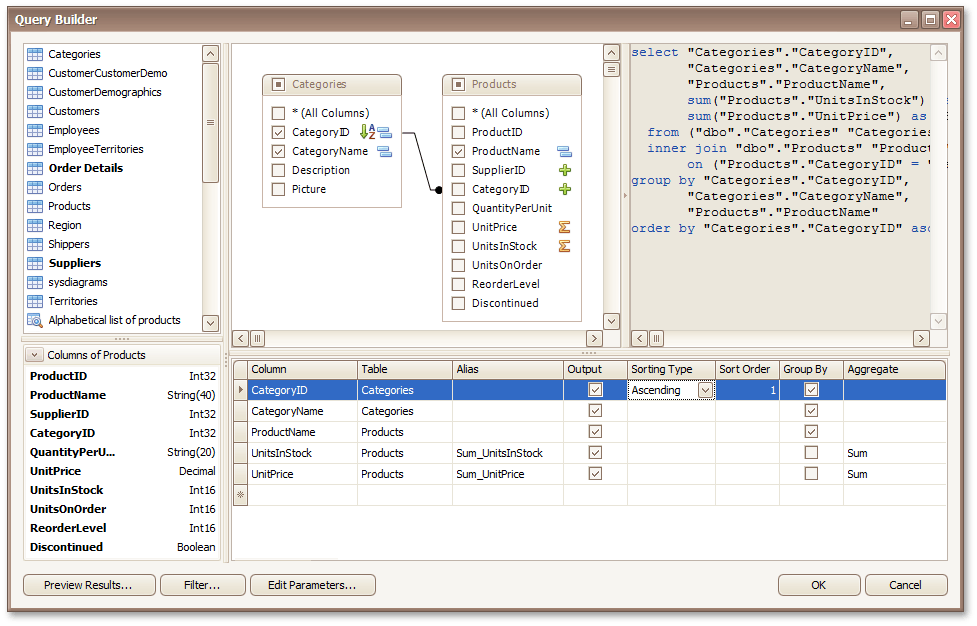 Query Builder
Categories
CustomerCustomerDemo
CustomerDemographics
Customers
Employees
EmployeeTerritories
Order Details
Orders
Products
Region
Shippers
Suppliers
sysdiagrams
Territories
Alphabetical list of products
Categories
* (All Columns)
CategoryID
CategoryName
Description
Picture
Products
* (All Columns)
ProductID
ProductName
SupplierID
CategoryID
QuantityPerUnit
UnitPrice
UnitsInStock
UnitsOnOrder
ReorderLevel
Discontinued
select "Categories"."CategoryID",
"Categories"."CategoryName",
"Products"."ProductName",
sum("Products"."UnitsInStock")
sum("Products"."UnitPrice") as
from ("dbo"."Categories" "Categories
inner join "dbo"."Products" "Product
on ("Products"."CategoryID" = "
group by "Categories"."CategoryID",
"Categories"."CategoryName",
"Products"."ProductName"
order by "Categories"."CategoryID" asc
Columns of Products
ProductID Int32
ProductName String(40)
SupplierID Int32
CategoryID Int32
QuantityPerU... String(20)
UnitPrice Decimal
UnitsInStock Int16
UnitsOnOrder Int16
ReorderLevel Int16
Discontinued Boolean
Column Table Alias Output Sorting Type Sort Order Group By Aggregate
CategoryID Categories Ascending 1
CategoryName Categories
ProductName Products
UnitsInStock Products Sum_UnitsInStock Sum
UnitPrice Products Sum_UnitPrice Sum
Preview Results... Filter... Edit Parameters... OK Cancel